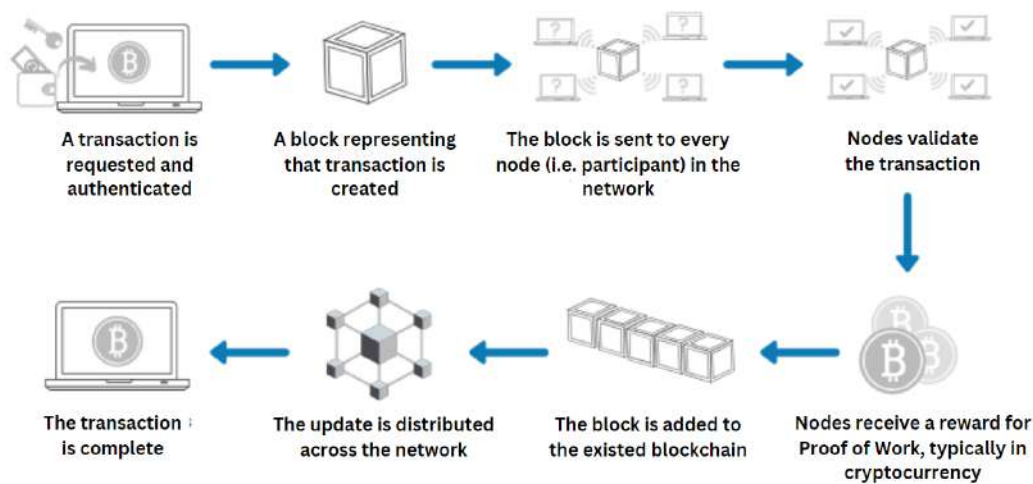 A transaction is
requested and
authenticated
A block representing
that transaction is
created
The block is sent to every
node (i.e. participant) in the
network
Nodes validate
the transaction
Nodes receive a reward for
Proof of Work, typically in
cryptocurrency
The block is added to
the existed blockchain
The update is distributed
across the network
The transaction
is complete